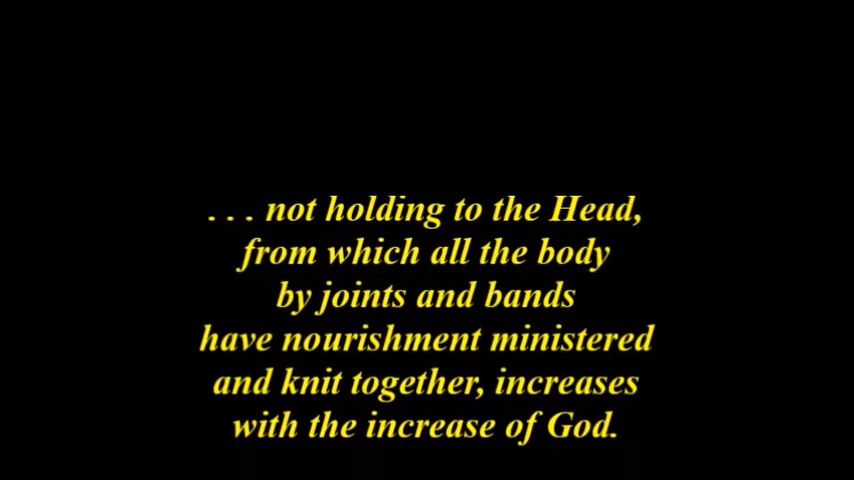 . . . not holding to the Head,
from which all the body
by joints and bands
have nourishment ministered
and knit together, increases
with the increase of God.